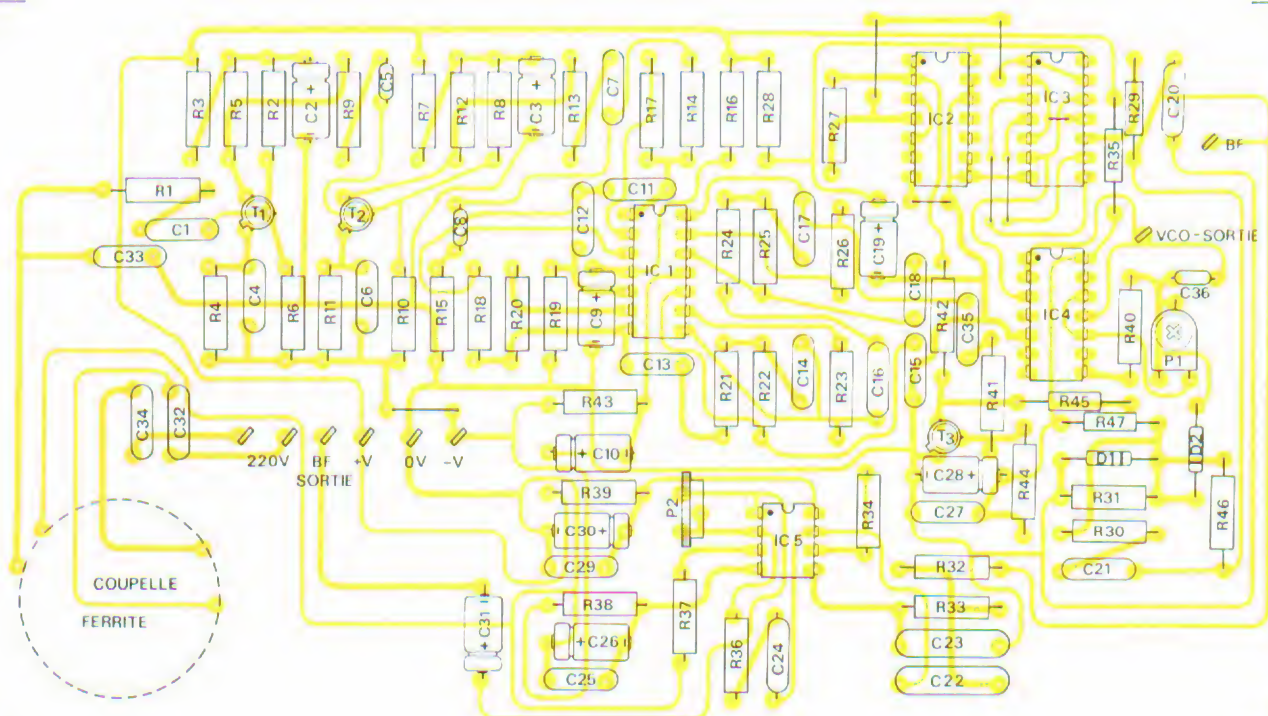 R3
R5
R2
C2 +
R9
C5
R7
R12
R8
C3 +
R13
C7
R17
R14
R16
R28
R27
IC2
IC3
R29
C20
R35
BF
R1
C1
C33
T1
T2
C8
C12
C11
IC 1
R24
R25
C17
R26
C19 +
VCO-SORTIE
R4
C4
R6
R11
C6
R10
R15
R18
R20
R19
C9 +
C18
R42
C35
IC4
R40
C36
P1
C13
R21
R22
C14
R23
C16
C15
R41
C34
C32
R43
R45
R47
T3
D2
220V
BF
SORTIE
+V
0V
-V
+ C10
C28 +
R44
D11
R46
R39
P2
R34
R31
C30 +
IC 5
C27
R30
C29
C21
R32
COUPELLE
FERRITE
R38
R37
R33
C31
+
+ C26
R36
C24
C23
C25
C22